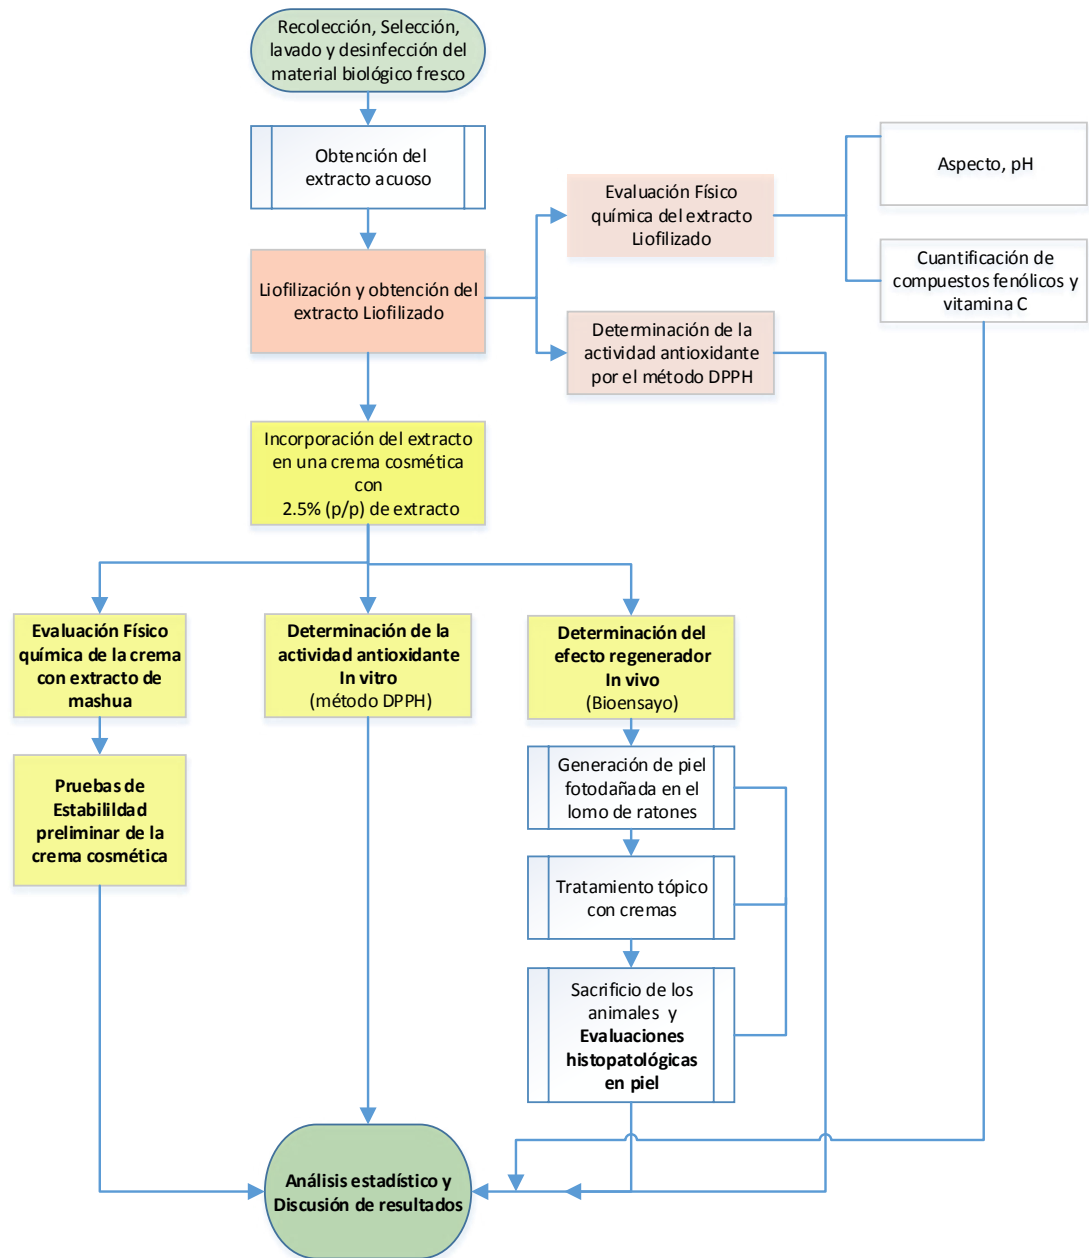 Recolección, Selección,
lavado y desinfección del
material biológico fresco
Obtención del
extracto acuoso
Aspecto, pH
Evaluación Físico
química del extracto
Liofilizado
Cuantificación de
compuestos fenólicos y
vitamina C
Liofilización y obtención del
extracto Liofilizado
Determinación de la
actividad antioxidante
por el método DPPH
Incorporación del extracto
en una crema cosmética
con
2.5% (p/p) de extracto
Evaluación Físico
química de la crema
con extracto de
mashua
Determinación de la
actividad antioxidante
In vitro
(método DPPH)
Determinación del
efecto regenerador
In vivo
(Bioensayo)
Pruebas de
Estabilildad
preliminar de la
crema cosmética
Generación de piel
fotodañada en el
lomo de ratones
Tratamiento tópico
con cremas
Sacrificio de los
animales y
Evaluaciones
histopatológicas
en piel
Análisis estadístico y
Discusión de resultados